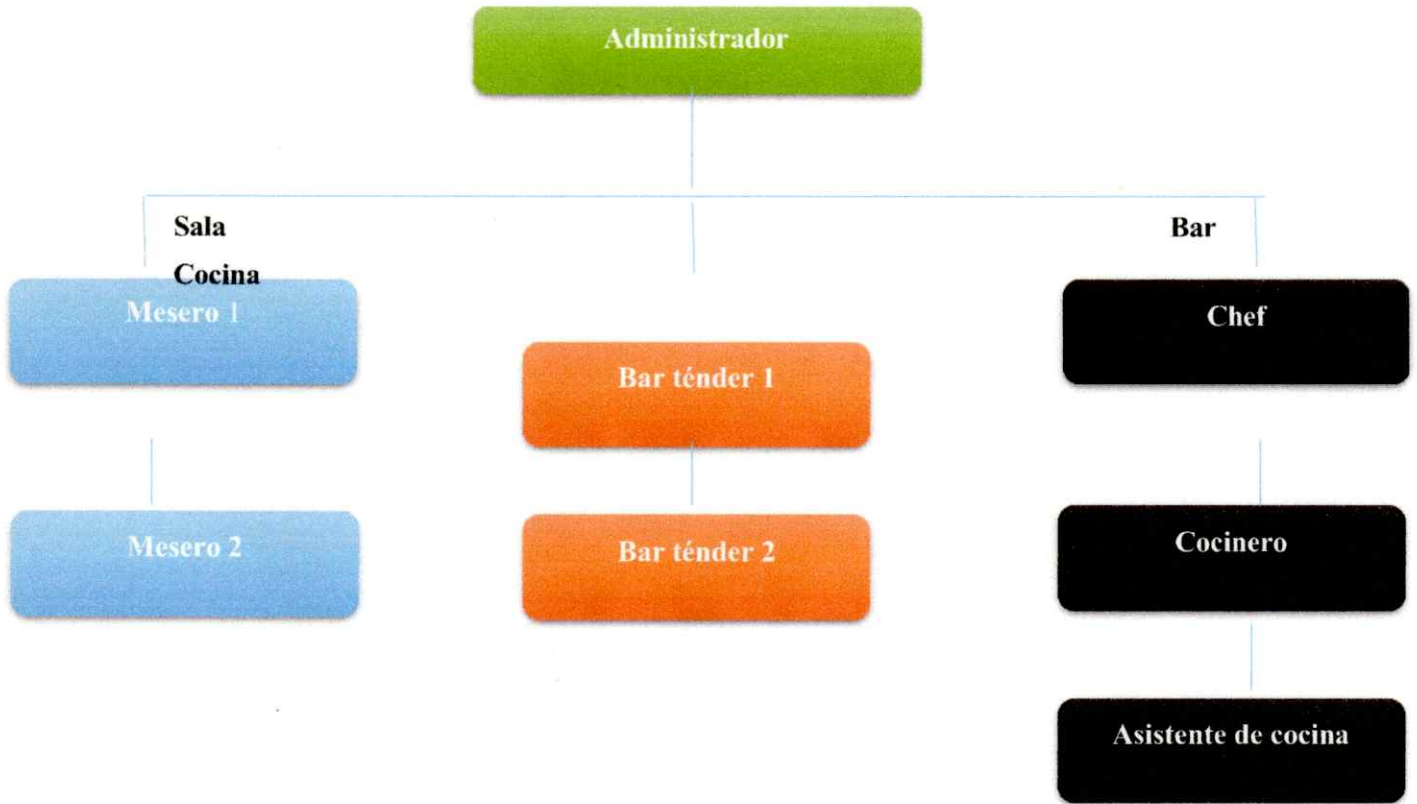 Administrador
Sala
Bar
Cocina
Mesero 1
Chef
Bar ténder 1
Mesero 2
Bar ténder 2
Cocinero
Asistente de cocina